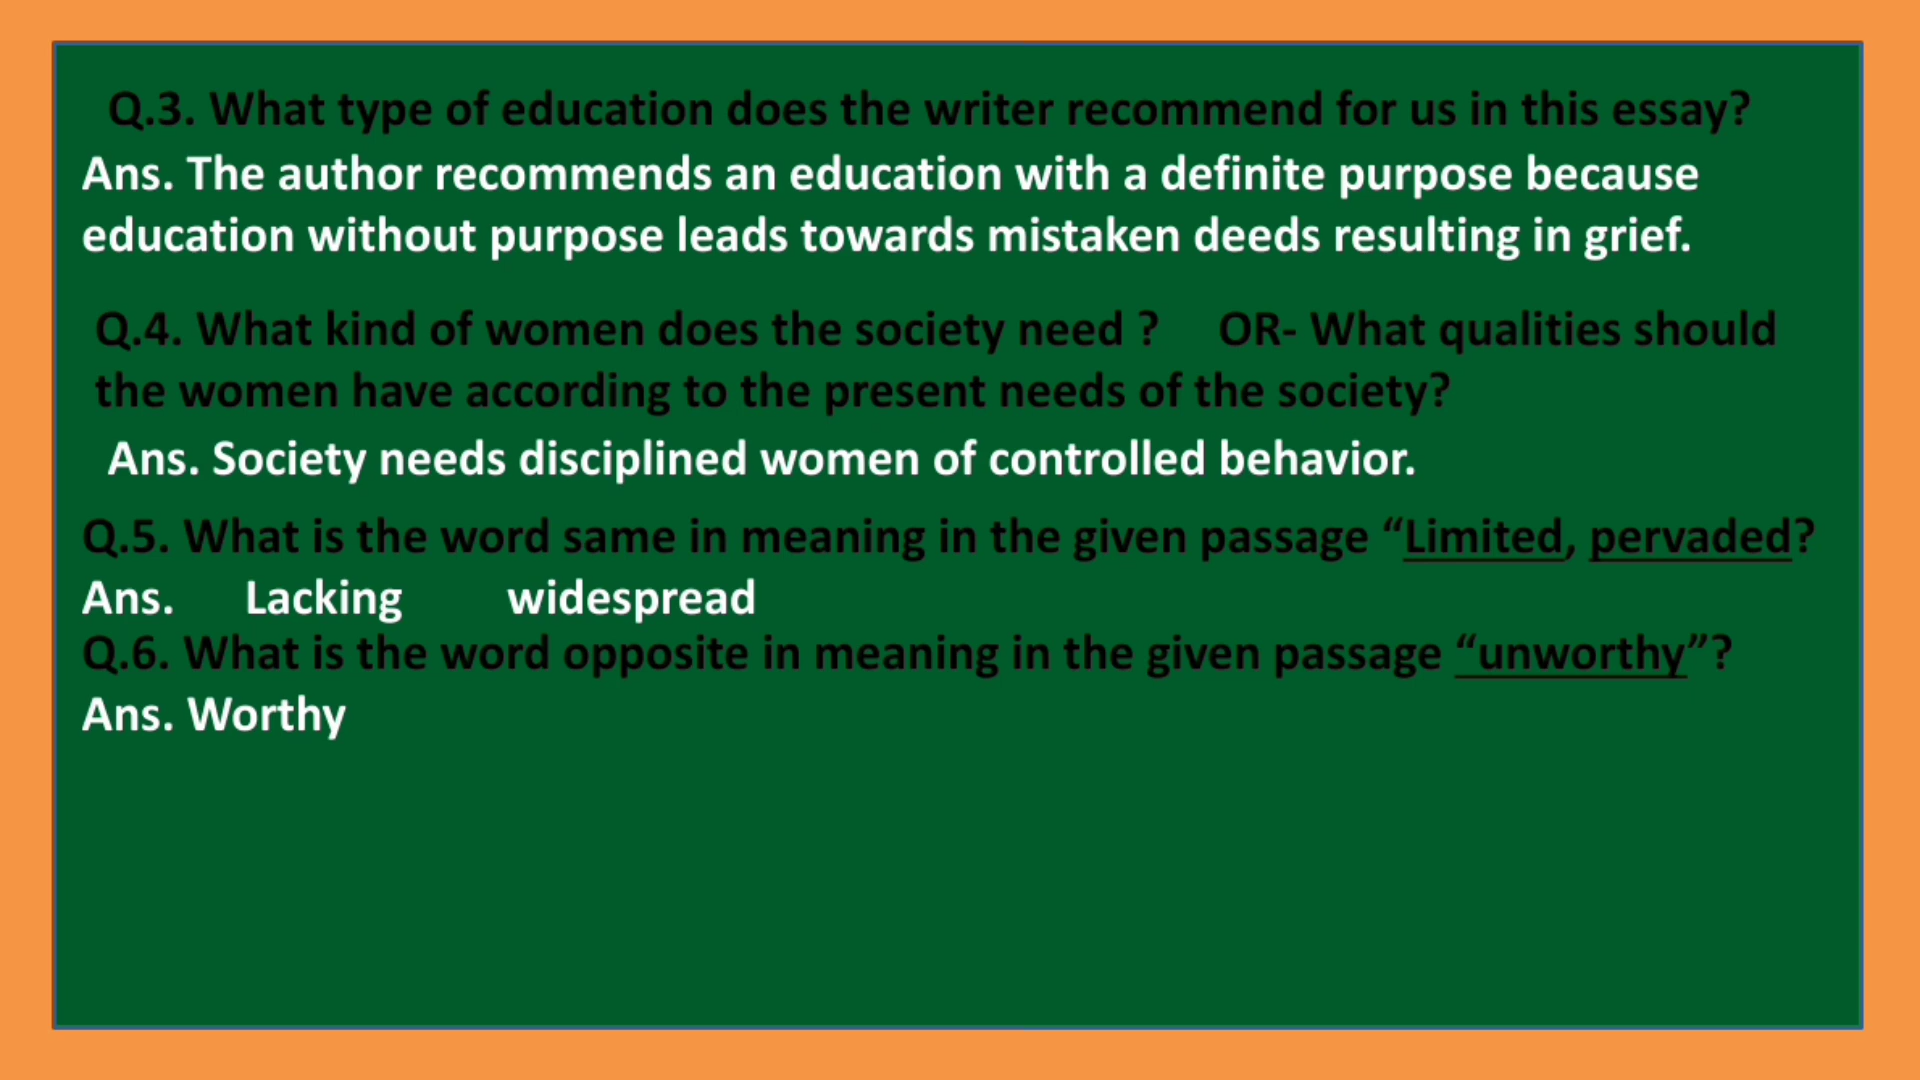 Q.3. What type of education does the writer recommend for us in this essay?
Ans. The author recommends an education with a definite purpose because
education without purpose leads towards mistaken deeds resulting in grief.
Q.4. What kind of women does the society need ? OR- What qualities should
the women have according to the present needs of the society?
Ans. Society needs disciplined women of controlled behavior.
Q.5. What is the word same in meaning in the given passage “Limited, pervaded?
Ans. Lacking widespread
Q.6. What is the word opposite in meaning in the given passage “unworthy”?
Ans. Worthy